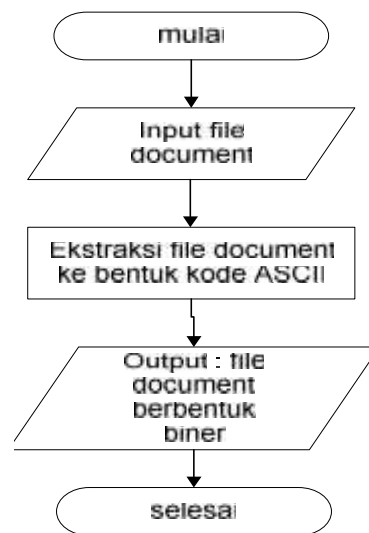 mulai
Input file
document
Ekstraksi file document
ke bentuk kode ASCII
Output : file
document
berbentuk
biner
selesai